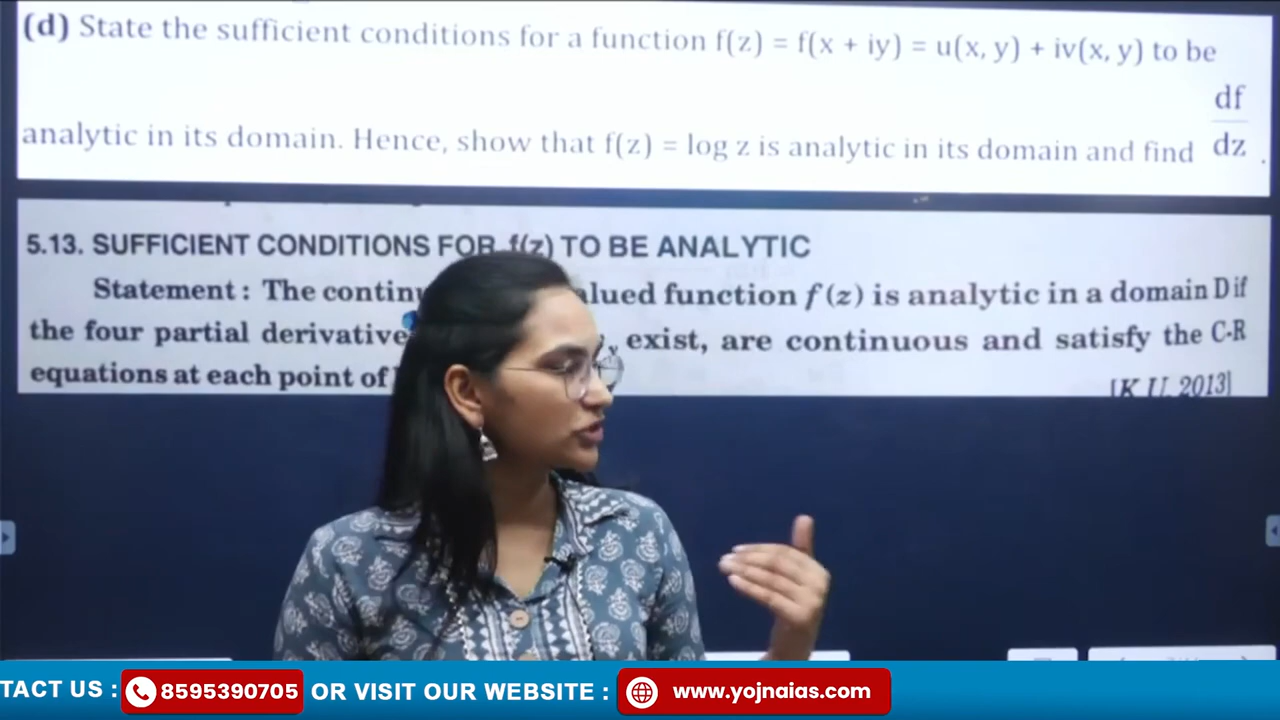 (d) State the sufficient conditions for a function f(z) = f(x + iy) = u(x, y) + iv(x, y) to be
analytic in its domain. Hence, show that f(z) = log z is analytic in its domain and find df/dz .
5.13. SUFFICIENT CONDITIONS FOR f(z) TO BE ANALYTIC
Statement : The lued function f (z) is analytic in a domain D if
the four partial exist, are continuous and satisfy the C-R
equations at each point of
[K.U. 2013]
TACT US : 8595390705 OR VISIT OUR WEBSITE : www.yojnaias.com